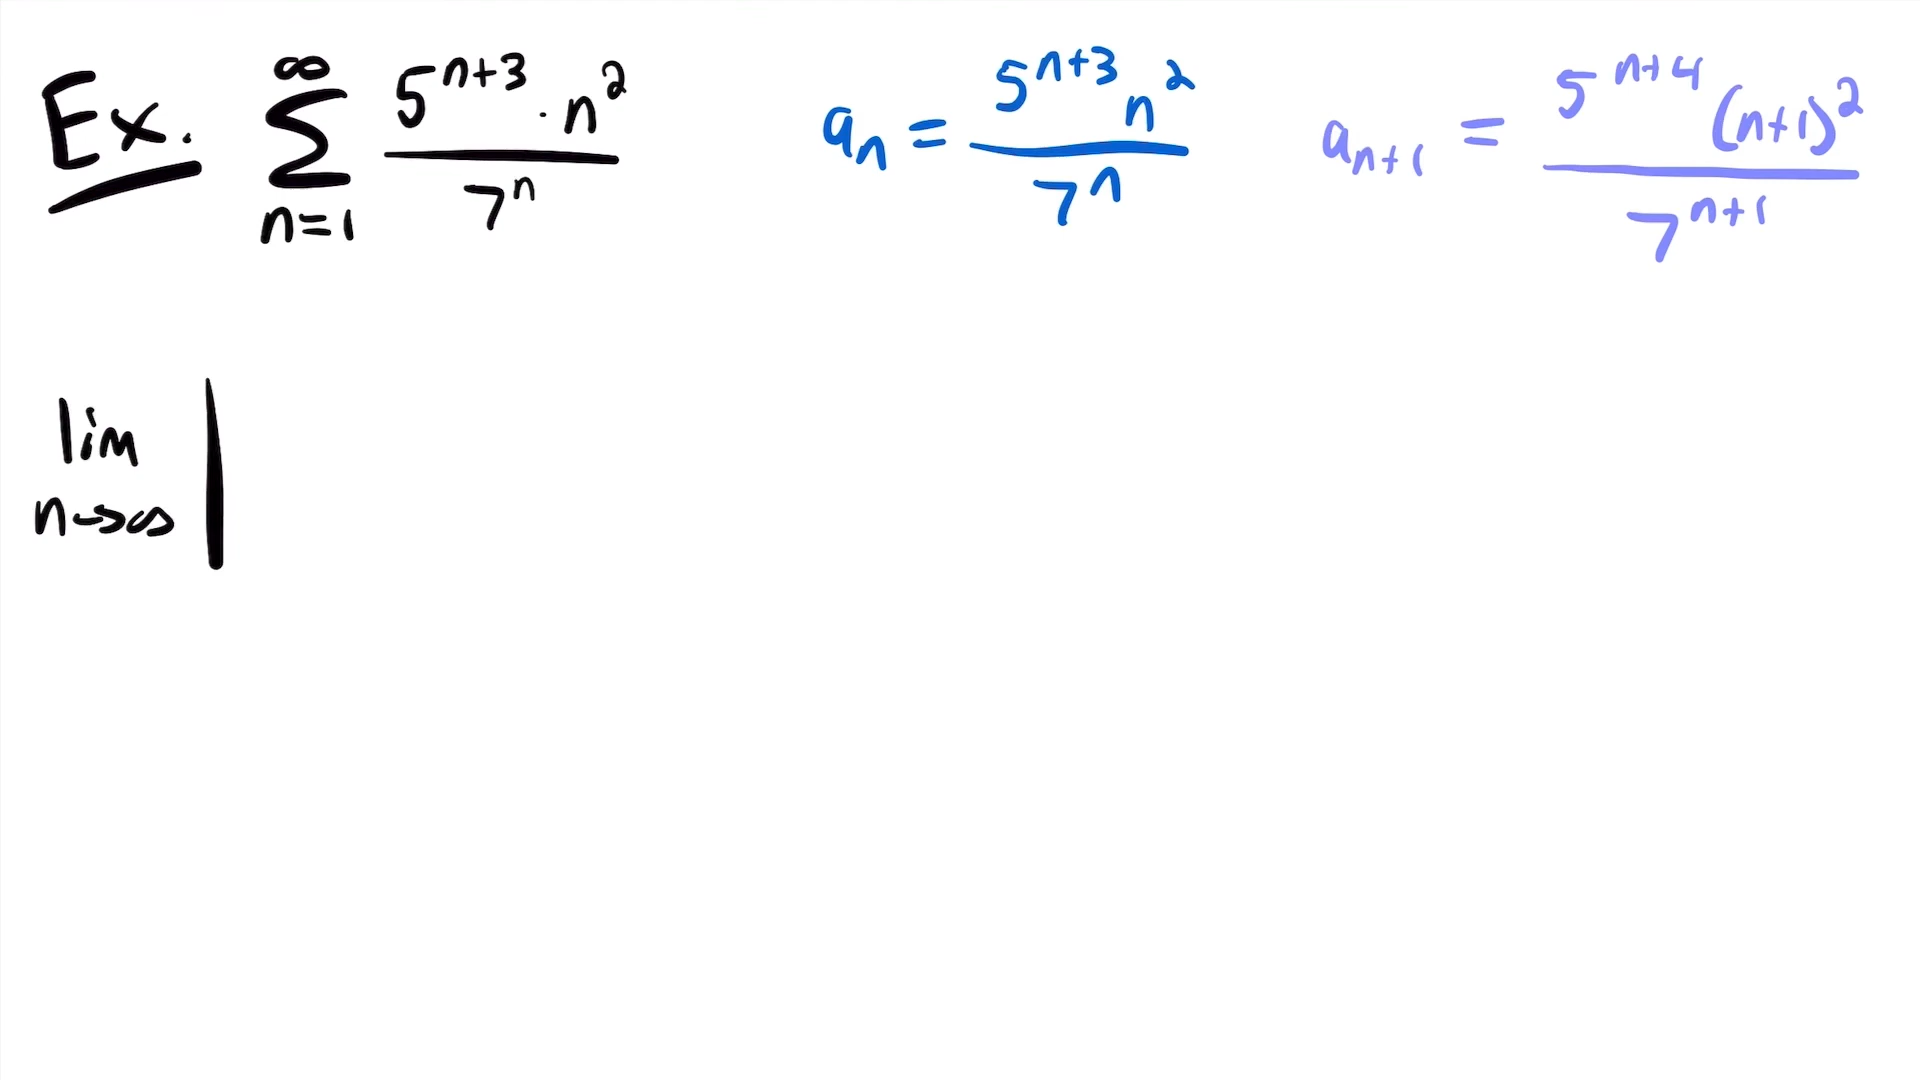 Ex. ∞∑n=1 5^{n+3} · n^2 / 7^n
a_n = 5^{n+3} n^2 / 7^n
a_{n+1} = 5^{n+4} (n+1)^2 / 7^{n+1}
lim n→∞ |